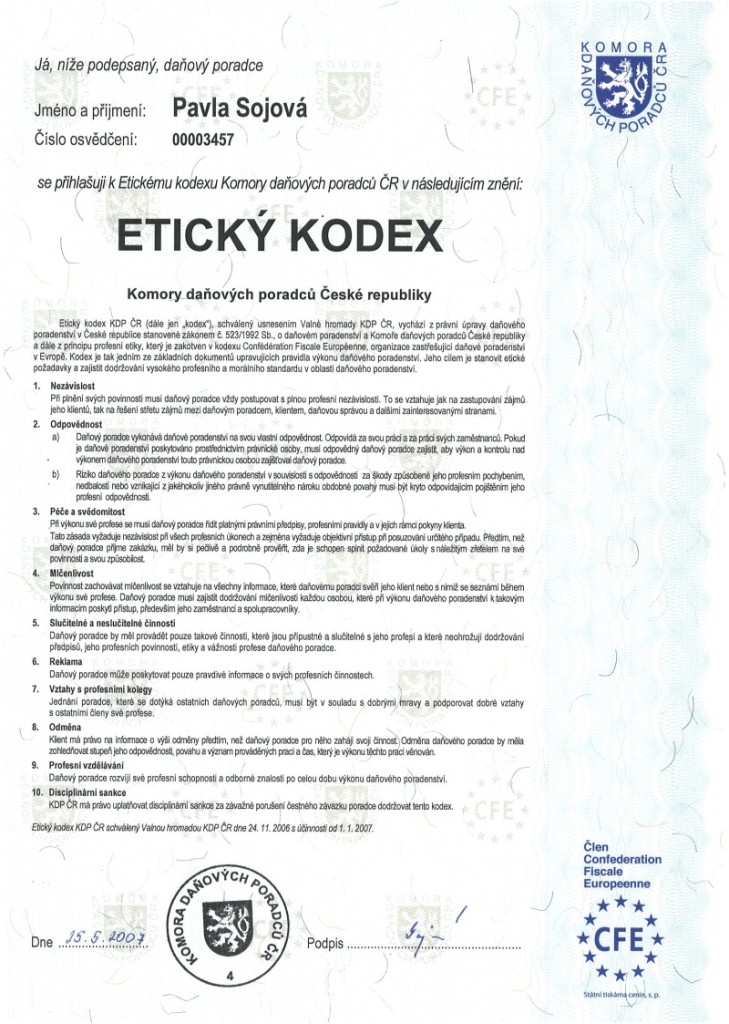 KOMORA
DAŇOVÝCH PORADCŮ ČR
Já, níže podepsaný, daňový poradce
Jméno a příjmení: Pavla Sojová
Číslo osvědčení: 00003457
se přihlašuji k Etickému kodexu Komory daňových poradců ČR v následujícím znění:
ETICKÝ KODEX
Komory daňových poradců České republiky
Etický kodex KDP ČR (dále jen „kodex"), schválený usnesením Valné hromady KDP ČR, vychází z právní úpravy daňového
poradenství v České republice stanovené zákonem č. 523/1992 Sb., o daňovém poradenství a Komoře daňových poradců České republiky
a dále z principu profesní etiky, který je zakotven v kodexu Confédération Fiscale Européenne, organizace zastřešující daňové poradenství
v Evropě. Kodex je tak jedním ze základních dokumentů upravujících pravidla výkonu daňového poradenství. Jeho cílem je stanovit etické
požadavky a zajistit dodržování vysokého profesního a morálního standardu v oblasti daňového poradenství.
1. Nezávislost
Při plnění svých povinností musí daňový poradce vždy postupovat s plnou profesní nezávislostí. To se vztahuje jak na zastupování zájmů
jeho klientů, tak na řešení střetu zájmů mezi daňovým poradcem, klientem, daňovou správou a dalšími zainteresovanými stranami.
2. Odpovědnost
a) Daňový poradce vykonává daňové poradenství na svou vlastní odpovědnost. Odpovídá za svou práci a za práci svých zaměstnanců. Pokud
je daňové poradenství poskytováno prostřednictvím právnické osoby, musí odpovědný daňový poradce zajistit, aby výkon a kontrolu nad
výkonem daňového poradenství touto právnickou osobou zajišťoval daňový poradce.
b) Riziko daňového poradce z výkonu daňového poradenství v souvislosti s odpovědností za škody způsobené jeho profesním pochybením,
nedbalostí nebo vznikající z jakéhokoliv jiného právně vynutitelného nároku obdobné povahy musí být kryto odpovídajícím pojištěním jeho
profesní odpovědnosti.
3. Péče a svědomitost
Při výkonu své profese se musí daňový poradce řídit platnými právními předpisy, profesními pravidly a v jejich rámci pokyny klienta.
Tato zásada vyžaduje nezávislost při všech profesních úkonech a zejména vyžaduje objektivní přístup při posuzování určitého případu. Předtím, než
daňový poradce přijme zakázku, měl by si pečlivě a podrobně prověřit, zda je schopen splnit požadované úkoly s náležitým zřetelem na své
povinnosti a svou způsobilost.
4. Mlčenlivost
Povinnost zachovávat mlčenlivost se vztahuje na všechny informace, které daňovému poradci svěří jeho klient nebo s nimiž se seznámí během
výkonu své profese. Daňový poradce musí zajistit dodržování mlčenlivosti každou osobou, které při výkonu daňového poradenství k takovým
informacím poskytl přístup, především jeho zaměstnanci a spolupracovníky.
5. Slučitelné a neslučitelné činnosti
Daňový poradce by měl provádět pouze takové činnosti, které jsou přípustné a slučitelné s jeho profesí a které neohrožují dodržování
předpisů, jeho profesních povinností, etiky a vážnosti profese daňového poradce.
6. Reklama
Daňový poradce může poskytovat pouze pravdivé informace o svých profesních činnostech.
7. Vztahy s profesními kolegy
Jednání poradce, které se dotýká ostatních daňových poradců, musí být v souladu s dobrými mravy a podporovat dobré vztahy
s ostatními členy své profese.
8. Odměna
Klient má právo na informace o výši odměny předtím, než daňový poradce pro něho zahájí svoji činnost. Odměna daňového poradce by měla
zohledňovat stupeň jeho odpovědnosti, povahu a význam prováděných prací a čas, který je výkonu těchto prací věnován.
9. Profesní vzdělávání
Daňový poradce rozvíjí své profesní schopnosti a odborné znalosti po celou dobu výkonu daňového poradenství.
10. Disciplinární sankce
KDP ČR má právo uplatňovat disciplinární sankce za závažné porušení čestného závazku poradce dodržovat tento kodex.
Etický kodex KDP ČR schválený Valnou hromadou KDP ČR dne 24. 11. 2006 s účinností od 1. 1. 2007.
Člen
Confederation
Fiscale
Europeenne
CFE
Státní tiskárna cenin, s. p.
KOMORA DAŇOVÝCH PORADCŮ ČR
4
Dne 25.5.2007
Podpis